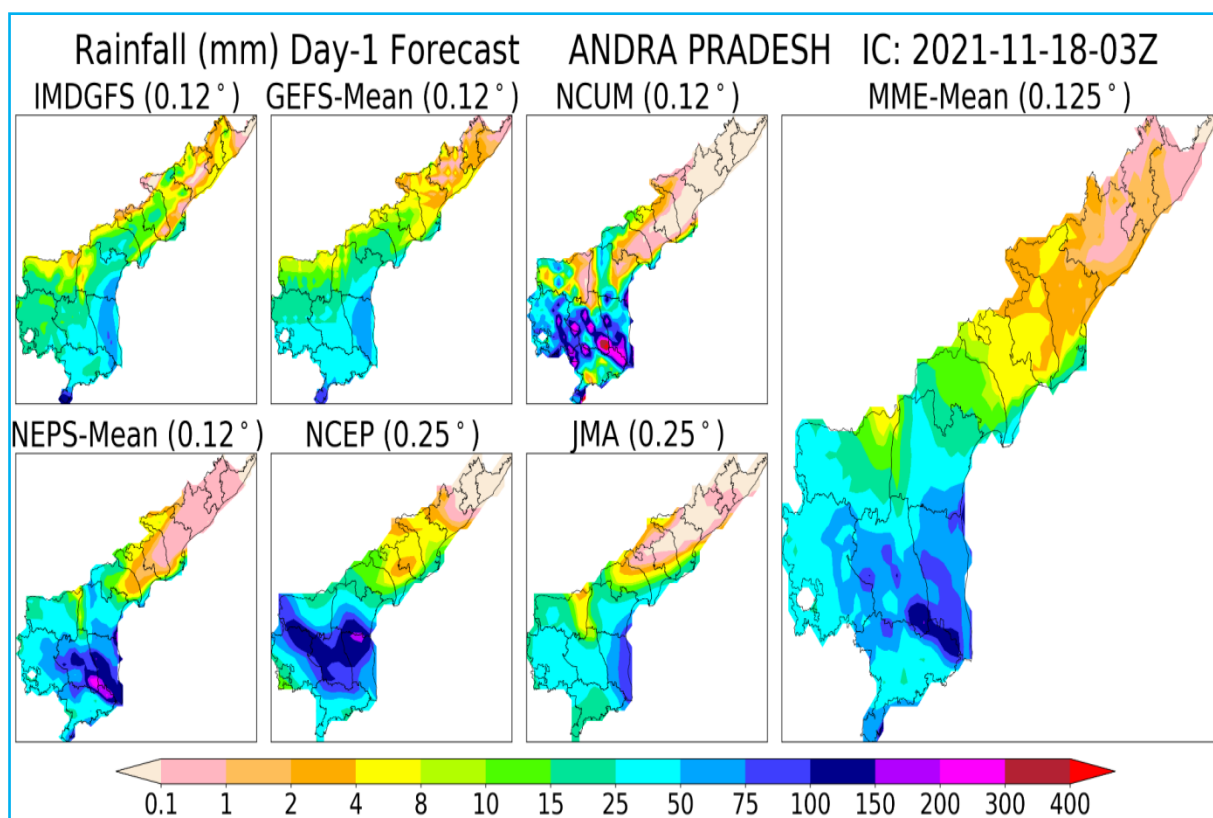 Rainfall (mm) Day-1 Forecast ANDRA PRADESH IC: 2021-11-18-03Z
IMDGFS (0.12°) GEFS-Mean (0.12°) NCUM (0.12°) MME-Mean (0.125°)
NEPS-Mean (0.12°) NCEP (0.25°) JMA (0.25°)
0.1 1 2 4 8 10 15 25 50 75 100 150 200 300 400